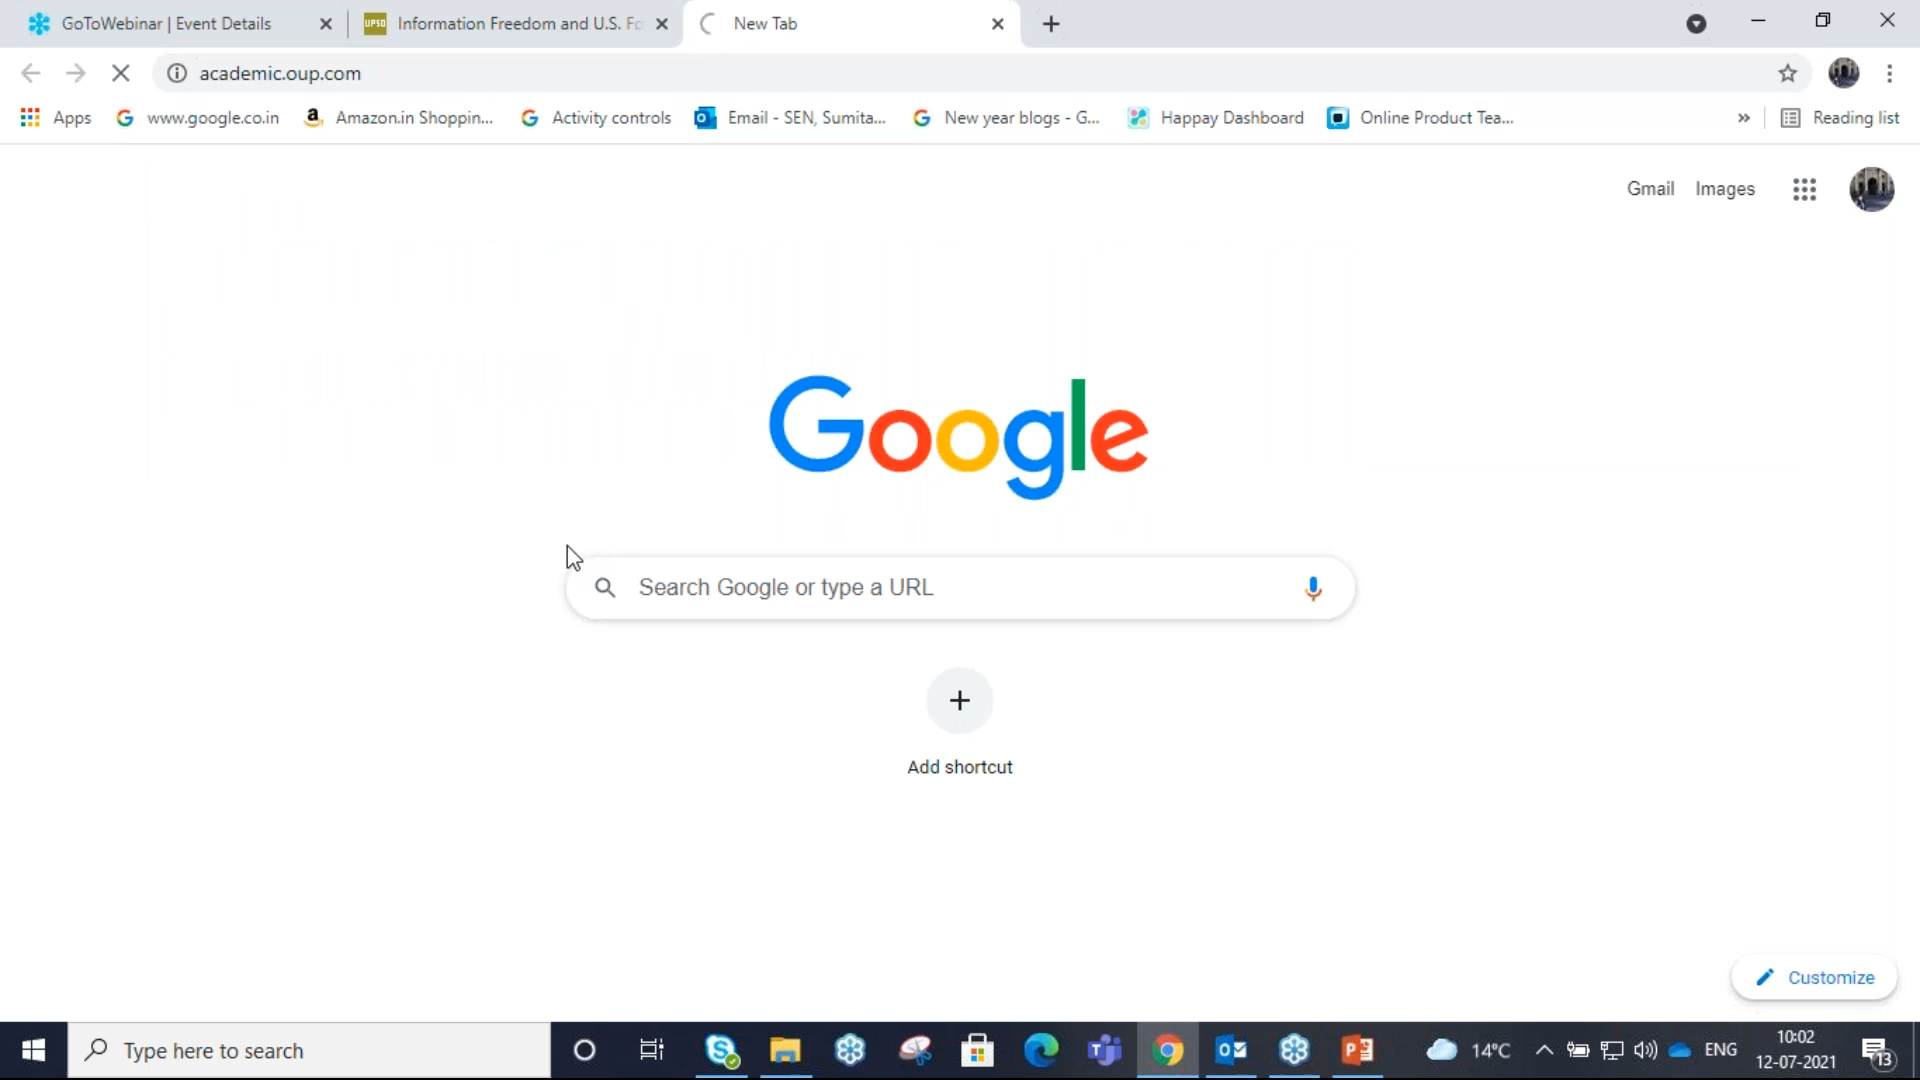 GoToWebinar | Event Details
UPSO Information Freedom and U.S. Fo
New Tab
academic.oup.com
Apps
www.google.co.in
Amazon.in Shoppin...
Activity controls
Email - SEN, Sumita...
New year blogs - G...
Happay Dashboard
Online Product Tea...
Reading list
Gmail Images
Google
Search Google or type a URL
Add shortcut
Customize
Type here to search
14°C
ENG
10:02
12-07-2021
13